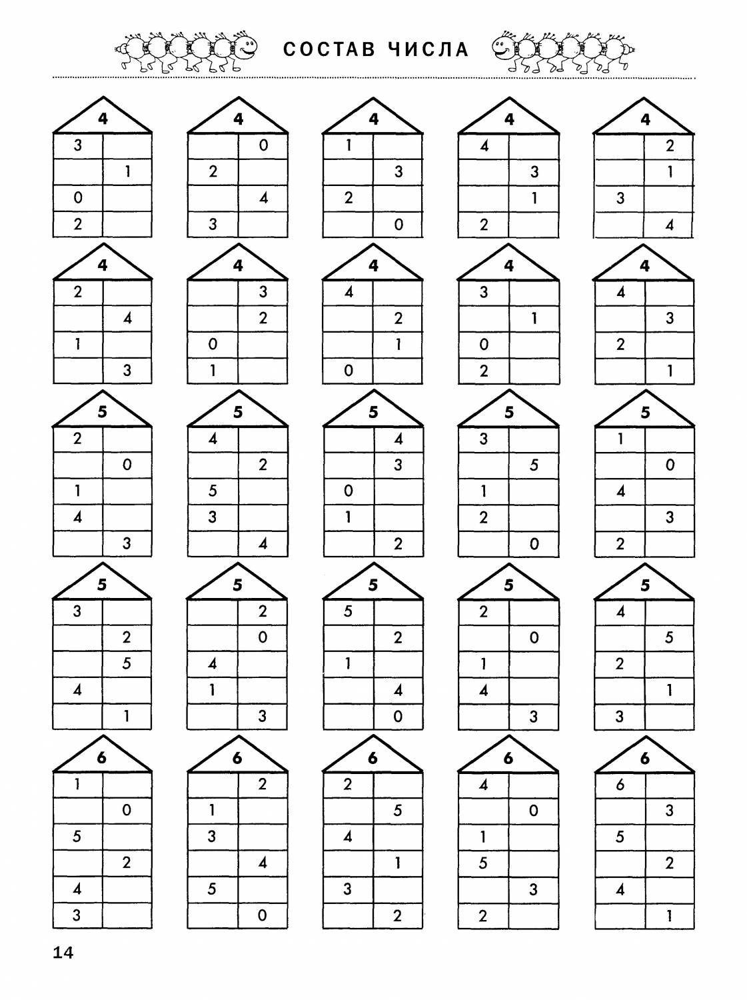 СОСТАВ ЧИСЛА
4 4 4 4 4
3 0 1 4 2
1 2 3 3 1
0 4 2 1 3
2 3 0 2 4
4 4 4 4 4
2 3 4 3 4
4 2 2 1 3
1 0 1 0 2
3 1 0 2 1
5 5 5 5 5
2 4 4 3 1
0 2 3 5 0
1 5 0 1 4
4 3 1 2 3
3 4 2 0 2
5 5 5 5 5
3 2 5 2 4
2 0 2 0 5
5 4 1 1 2
4 1 4 4 1
1 3 0 3 3
6 6 6 6 6
1 2 2 4 6
0 1 5 0 3
5 3 4 1 5
2 4 1 5 2
4 5 3 3 4
3 0 2 2 1
14